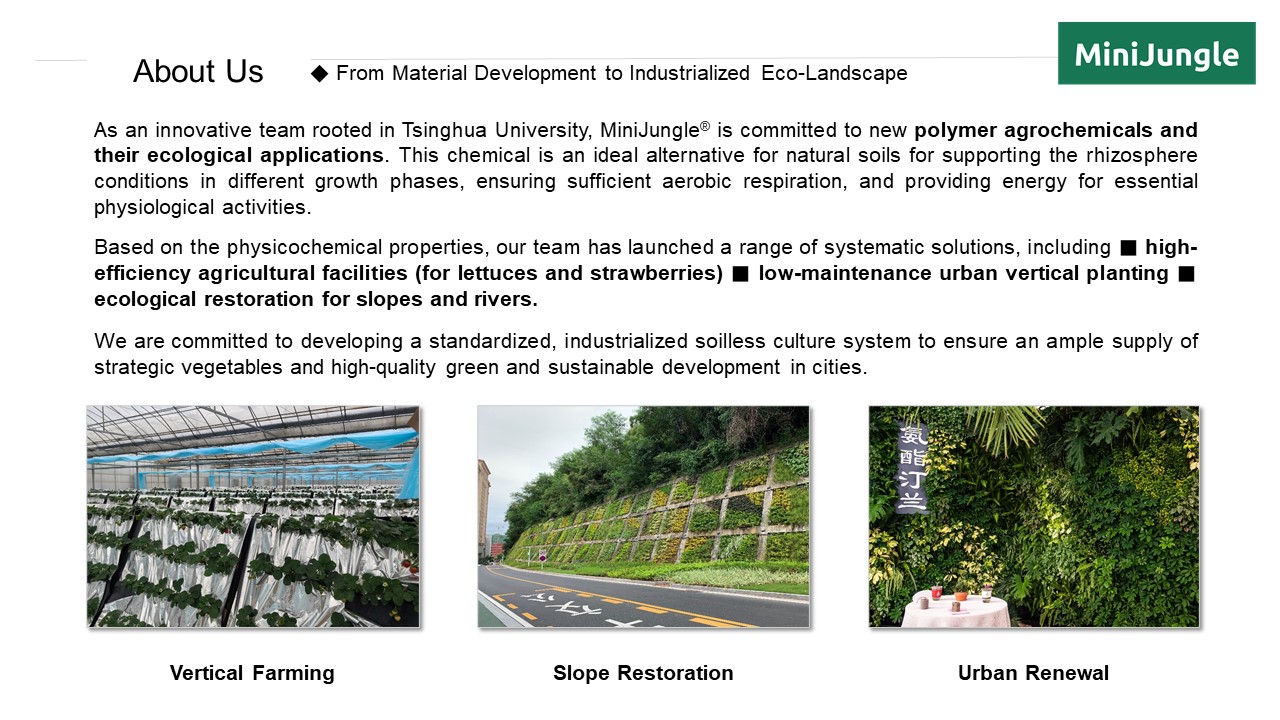 MiniJungle
About Us
◆ From Material Development to Industrialized Eco-Landscape
As an innovative team rooted in Tsinghua University, MiniJungle® is committed to new polymer agrochemicals and
their ecological applications. This chemical is an ideal alternative for natural soils for supporting the rhizosphere
conditions in different growth phases, ensuring sufficient aerobic respiration, and providing energy for essential
physiological activities.
Based on the physicochemical properties, our team has launched a range of systematic solutions, including ■ high-
efficiency agricultural facilities (for lettuces and strawberries) ■ low-maintenance urban vertical planting ■
ecological restoration for slopes and rivers.
We are committed to developing a standardized, industrialized soilless culture system to ensure an ample supply of
strategic vegetables and high-quality green and sustainable development in cities.
氨酯汀兰
Vertical Farming
Slope Restoration
Urban Renewal